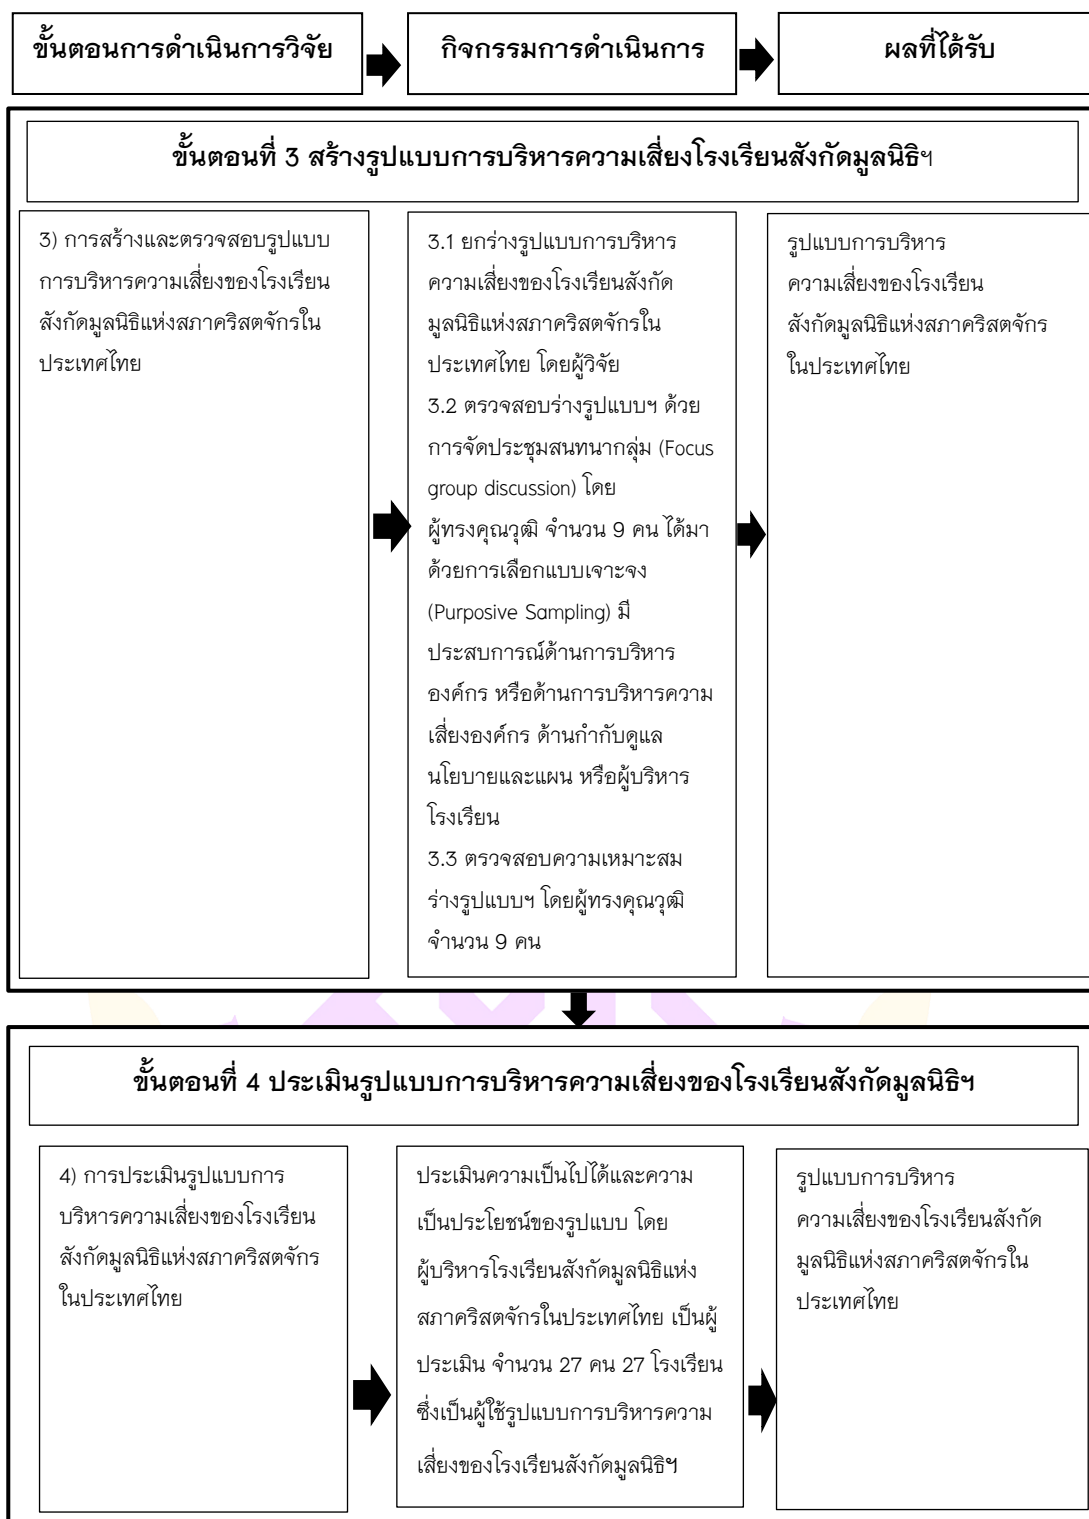 ขั้นตอนการดำเนินการวิจัย
กิจกรรมการดำเนินการ
ผลที่ได้รับ
ขั้นตอนที่ 3 สร้างรูปแบบการบริหารความเสี่ยงโรงเรียนสังกัดมูลนิธิฯ
3) การสร้างและตรวจสอบรูปแบบ
การบริหารความเสี่ยงของโรงเรียน
สังกัดมูลนิธิแห่งสภาคริสตจักรใน
ประเทศไทย
3.1 ยกร่างรูปแบบการบริหาร
ความเสี่ยงของโรงเรียนสังกัด
มูลนิธิแห่งสภาคริสตจักรใน
ประเทศไทย โดยผู้วิจัย
3.2 ตรวจสอบร่างรูปแบบฯ ด้วย
การจัดประชุมสนทนากลุ่ม (Focus
group discussion) โดย
ผู้ทรงคุณวุฒิ จำนวน 9 คน ได้มา
ด้วยการเลือกแบบเจาะจง
(Purposive Sampling) มี
ประสบการณ์ด้านการบริหาร
องค์กร หรือด้านการบริหารความ
เสี่ยงองค์กร ด้านกำกับดูแล
นโยบายและแผน หรือผู้บริหาร
โรงเรียน
3.3 ตรวจสอบความเหมาะสม
ร่างรูปแบบฯ โดยผู้ทรงคุณวุฒิ
จำนวน 9 คน
รูปแบบการบริหาร
ความเสี่ยงของโรงเรียน
สังกัดมูลนิธิแห่งสภาคริสตจักร
ในประเทศไทย
ขั้นตอนที่ 4 ประเมินรูปแบบการบริหารความเสี่ยงของโรงเรียนสังกัดมูลนิธิฯ
4) การประเมินรูปแบบการ
บริหารความเสี่ยงของโรงเรียน
สังกัดมูลนิธิแห่งสภาคริสตจักร
ในประเทศไทย
ประเมินความเป็นไปได้และความ
เป็นประโยชน์ของรูปแบบ โดย
ผู้บริหารโรงเรียนสังกัดมูลนิธิแห่ง
สภาคริสตจักรในประเทศไทย เป็นผู้
ประเมิน จำนวน 27 คน 27 โรงเรียน
ซึ่งเป็นผู้ใช้รูปแบบการบริหารความ
เสี่ยงของโรงเรียนสังกัดมูลนิธิฯ
รูปแบบการบริหาร
ความเสี่ยงของโรงเรียนสังกัด
มูลนิธิแห่งสภาคริสตจักรใน
ประเทศไทย